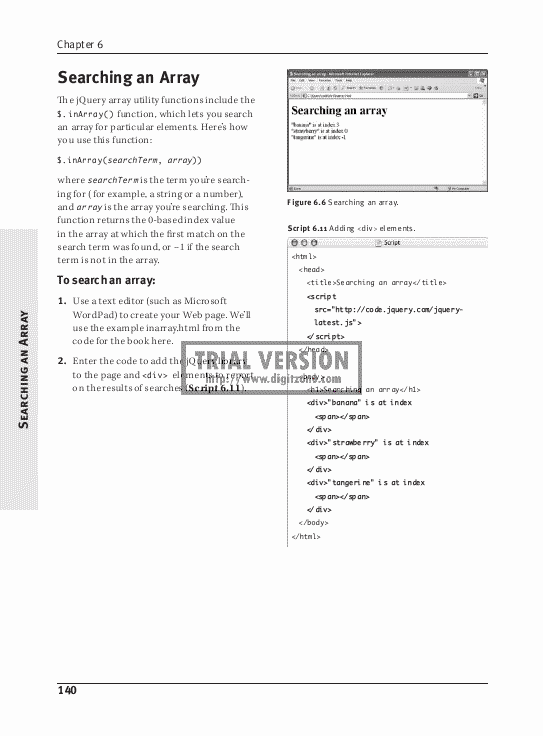 Chapter 6
Searching an Array
The jQuery array utility functions include the
$.inArray() function, which lets you search
an array for particular elements. Here's how
you use this function:
$.inArray(searchTerm, array))
where searchTerm is the term you're search-
ing for ( for example, a string or a number),
and array is the array you're searching. This
function returns the 0-based index value
in the array at which the first match on the
search term was found, or –1 if the search
term is not in the array.
To search an array:
1. Use a text editor (such as Microsoft
WordPad) to create your Web page. We'll
use the example inarray.html from the
code for the book here.
2. Enter the code to add the jQuery library
to the page and <div> elements to report
on the results of searches (Script 6.11).
Searching an array - Microsoft Internet Explorer
Searching an array
"banana" is at index 3
"strawberry" is at index 0
"tangerine" is at index -1
Figure 6.6 Searching an array.
Script 6.11 Adding <div> elements.
Script
<html>
<head>
<title>Searching an array</title>
<script
src="http://code.jquery.com/jquery-
latest.js">
</script>
</head>
<body>
<h1>Searching an array</h1>
<div>"banana" is at index
<span></span>
</div>
<div>"strawberry" is at index
<span></span>
</div>
<div>"tangerine" is at index
<span></span>
</div>
</body>
</html>
TRIAL VERSION
SEARCHING AN ARRAY
140